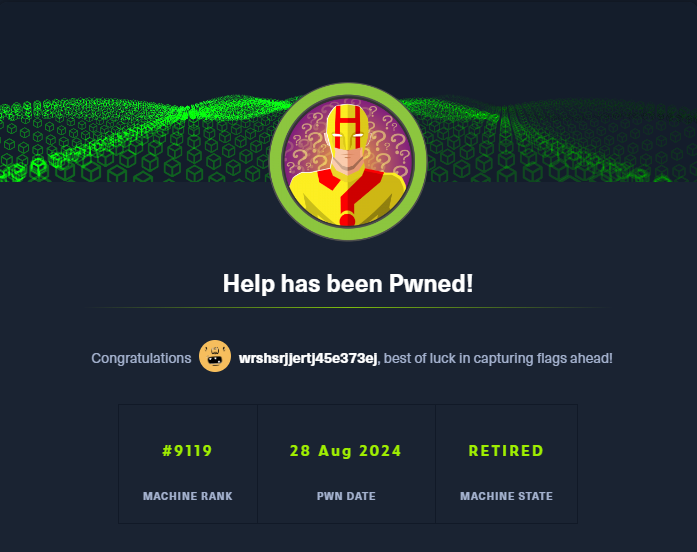 H
Help has been Pwned!
Congratulations wrshsrjjertj45e373ej, best of luck in capturing flags ahead!
#9119 28 Aug 2024 RETIRED
MACHINE RANK PWN DATE MACHINE STATE